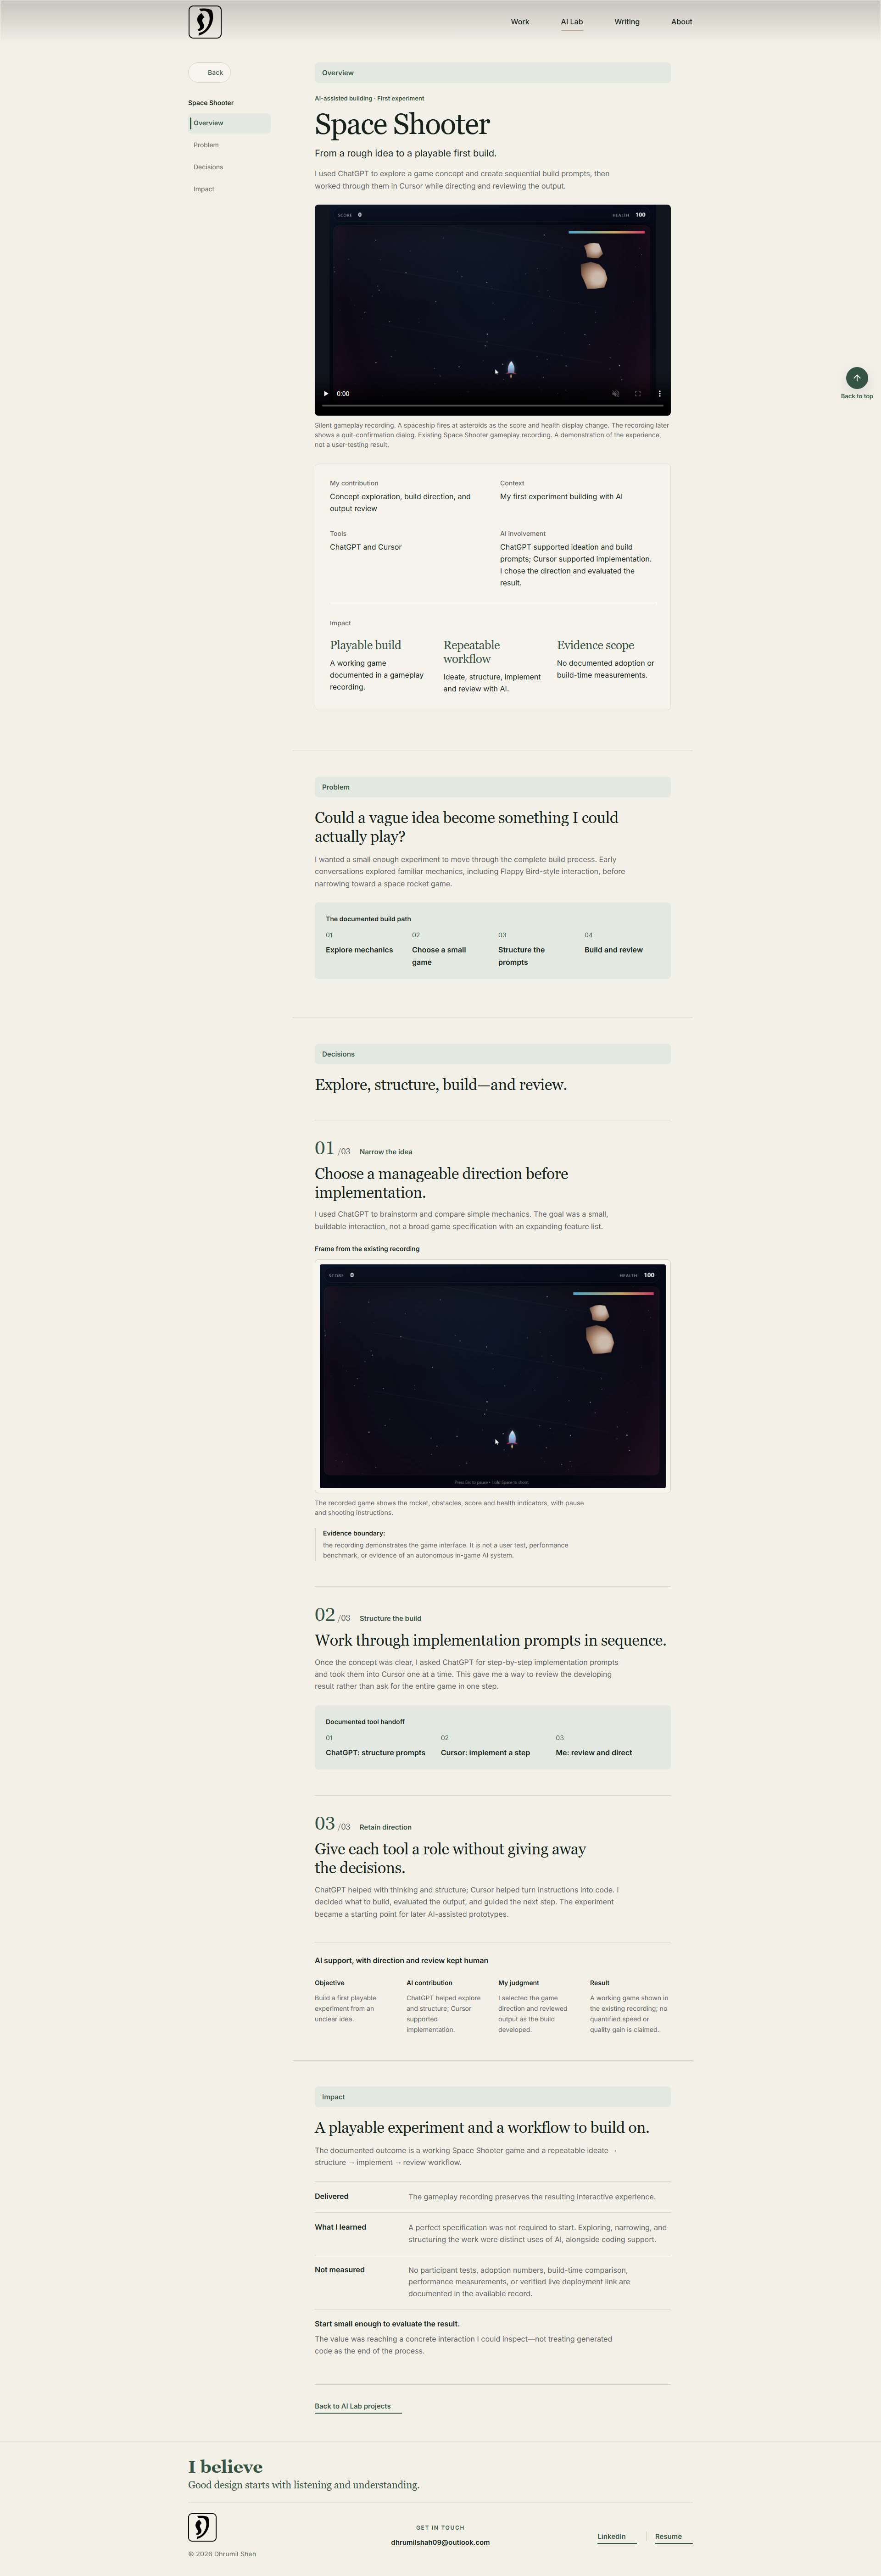 Work
AI Lab
Writing
About
Back
Space Shooter
Overview
Problem
Decisions
Impact
Back to top
Overview
AI-assisted building · First experiment
Space Shooter
From a rough idea to a playable first build.
I used ChatGPT to explore a game concept and create sequential build prompts, then
worked through them in Cursor while directing and reviewing the output.
SCORE 0
HEALTH 100
0:00
Silent gameplay recording. A spaceship fires at asteroids as the score and health display change. The recording later
shows a quit-confirmation dialog. Existing Space Shooter gameplay recording. A demonstration of the experience,
not a user-testing result.
My contribution
Concept exploration, build direction, and
output review
Context
My first experiment building with AI
Tools
ChatGPT and Cursor
AI involvement
ChatGPT supported ideation and build
prompts; Cursor supported implementation.
I chose the direction and evaluated the
result.
Impact
Playable build
A working game
documented in a gameplay
recording.
Repeatable
workflow
Ideate, structure, implement
and review with AI.
Evidence scope
No documented adoption or
build-time measurements.
Problem
Could a vague idea become something I could
actually play?
I wanted a small enough experiment to move through the complete build process. Early
conversations explored familiar mechanics, including Flappy Bird-style interaction, before
narrowing toward a space rocket game.
The documented build path
01
Explore mechanics
02
Choose a small
game
03
Structure the
prompts
04
Build and review
Decisions
Explore, structure, build—and review.
01 /03 Narrow the idea
Choose a manageable direction before
implementation.
I used ChatGPT to brainstorm and compare simple mechanics. The goal was a small,
buildable interaction, not a broad game specification with an expanding feature list.
Frame from the existing recording
SCORE 0
HEALTH 100
Press Esc to pause • Hold Space to shoot
The recorded game shows the rocket, obstacles, score and health indicators, with pause
and shooting instructions.
Evidence boundary:
the recording demonstrates the game interface. It is not a user test, performance
benchmark, or evidence of an autonomous in-game AI system.
02 /03 Structure the build
Work through implementation prompts in sequence.
Once the concept was clear, I asked ChatGPT for step-by-step implementation prompts
and took them into Cursor one at a time. This gave me a way to review the developing
result rather than ask for the entire game in one step.
Documented tool handoff
01
ChatGPT: structure prompts
02
Cursor: implement a step
03
Me: review and direct
03 /03 Retain direction
Give each tool a role without giving away
the decisions.
ChatGPT helped with thinking and structure; Cursor helped turn instructions into code. I
decided what to build, evaluated the output, and guided the next step. The experiment
became a starting point for later AI-assisted prototypes.
AI support, with direction and review kept human
Objective
Build a first playable
experiment from an
unclear idea.
AI contribution
ChatGPT helped explore
and structure; Cursor
supported
implementation.
My judgment
I selected the game
direction and reviewed
output as the build
developed.
Result
A working game shown in
the existing recording; no
quantified speed or
quality gain is claimed.
Impact
A playable experiment and a workflow to build on.
The documented outcome is a working Space Shooter game and a repeatable ideate →
structure → implement → review workflow.
Delivered
The gameplay recording preserves the resulting interactive experience.
What I learned
A perfect specification was not required to start. Exploring, narrowing, and
structuring the work were distinct uses of AI, alongside coding support.
Not measured
No participant tests, adoption numbers, build-time comparison,
performance measurements, or verified live deployment link are
documented in the available record.
Start small enough to evaluate the result.
The value was reaching a concrete interaction I could inspect—not treating generated
code as the end of the process.
Back to AI Lab projects
I believe
Good design starts with listening and understanding.
© 2026 Dhrumil Shah
GET IN TOUCH
dhrumilshah09@outlook.com
LinkedIn
Resume